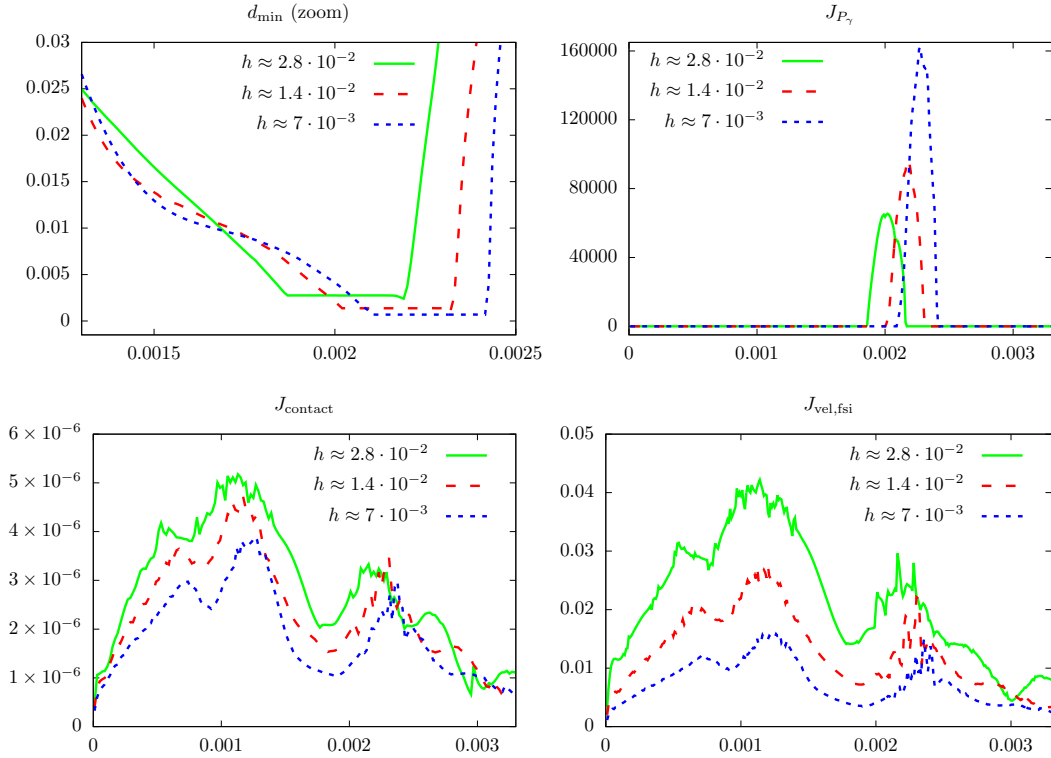 d_min (zoom)
0.03
0.025
0.02
0.015
0.01
0.005
0
0.0015
0.002
0.0025
h ≈ 2.8 · 10⁻²
h ≈ 1.4 · 10⁻²
h ≈ 7 · 10⁻³
J_{P_γ}
160000
120000
80000
40000
0
0
0.001
0.002
0.003
h ≈ 2.8 · 10⁻²
h ≈ 1.4 · 10⁻²
h ≈ 7 · 10⁻³
J_contact
6 × 10⁻⁶
5 × 10⁻⁶
4 × 10⁻⁶
3 × 10⁻⁶
2 × 10⁻⁶
1 × 10⁻⁶
0
0
0.001
0.002
0.003
h ≈ 2.8 · 10⁻²
h ≈ 1.4 · 10⁻²
h ≈ 7 · 10⁻³
J_vel,fsi
0.05
0.04
0.03
0.02
0.01
0
0
0.001
0.002
0.003
h ≈ 2.8 · 10⁻²
h ≈ 1.4 · 10⁻²
h ≈ 7 · 10⁻³